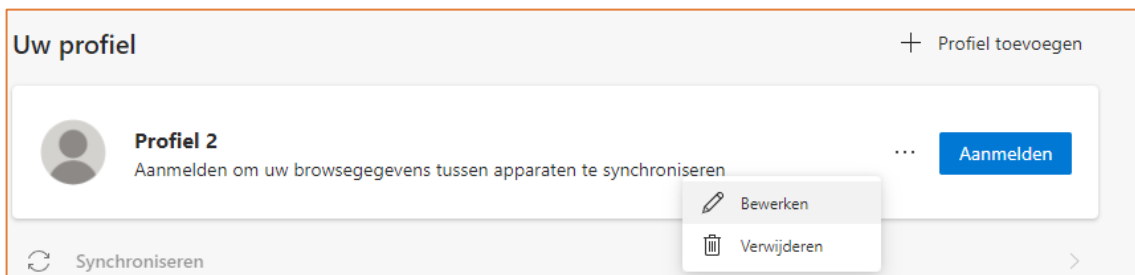 Uw profiel
Profiel toevoegen
Profiel 2
Aanmelden om uw browsegegevens tussen apparaten te synchroniseren
... Aanmelden
Bewerken
Verwijderen
Synchroniseren